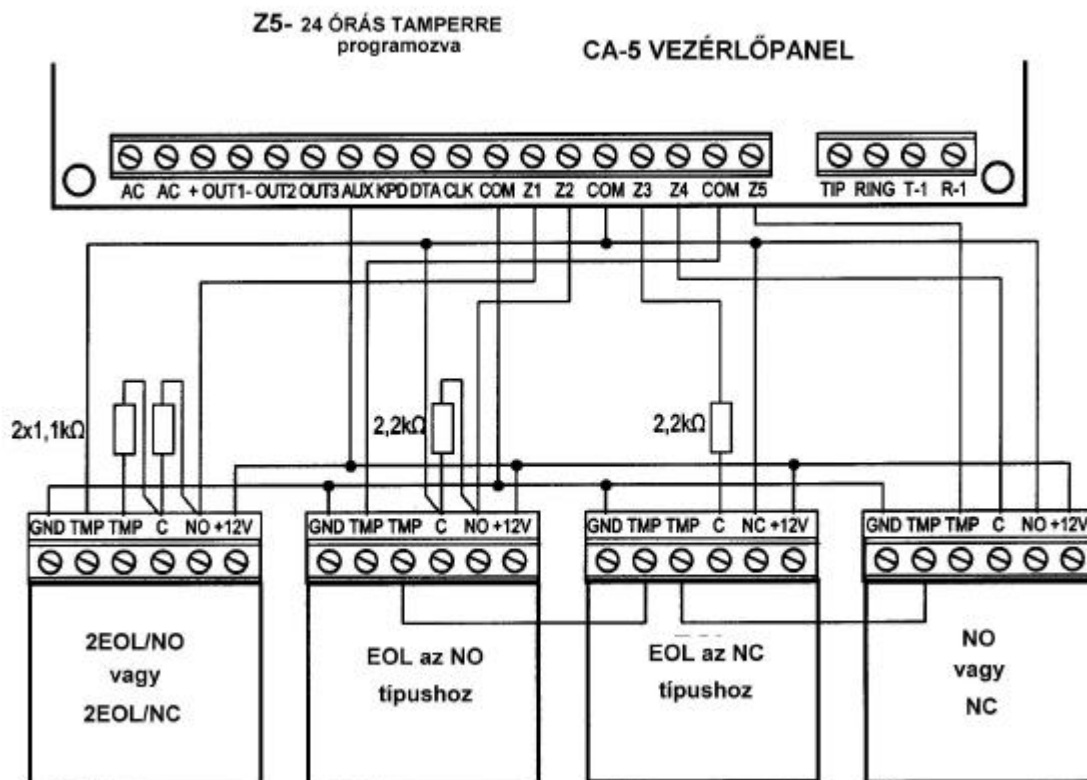 Z5- 24 ÓRÁS TAMPERRE
programozva
CA-5 VEZÉRLŐPANEL
AC AC + OUT1- OUT2 OUT3 AUX KPD DTA CLK COM Z1 Z2 COM Z3 Z4 COM Z5
TIP RING T-1 R-1
2x1,1kΩ
2,2kΩ
2,2kΩ
GND TMP TMP C NO +12V
GND TMP TMP C NO +12V
GND TMP TMP C NC +12V
GND TMP TMP C NO +12V
2EOL/NO
vagy
2EOL/NC
EOL az NO
típushoz
EOL az NC
típushoz
NO
vagy
NC